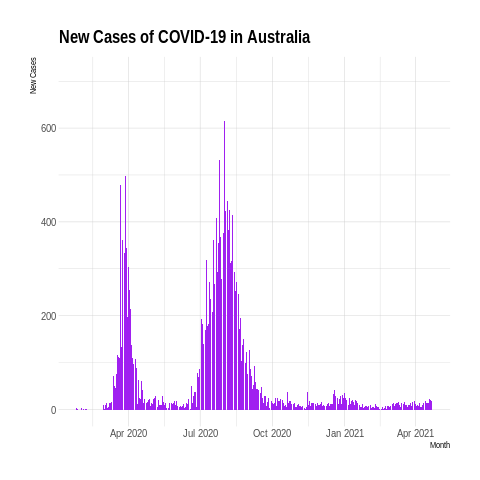 New Cases of COVID-19 in Australia
New Cases
600
400
200
0
Apr 2020
Jul 2020
Oct 2020
Jan 2021
Apr 2021
Month